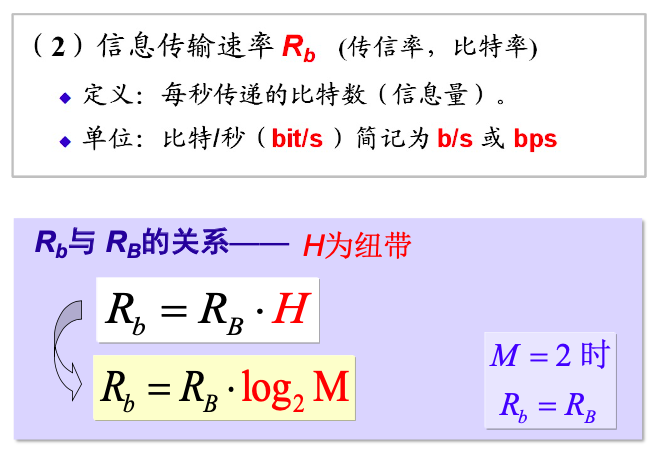 （2）信息传输速率 Rb （传信率，比特率）
◆ 定义：每秒传递的比特数（信息量）。
◆ 单位：比特/秒（bit/s ）简记为 b/s 或 bps
Rb与 RB的关系—— H为纽带
Rb = RB · H
Rb = RB · log2 M
M = 2 时
Rb = RB